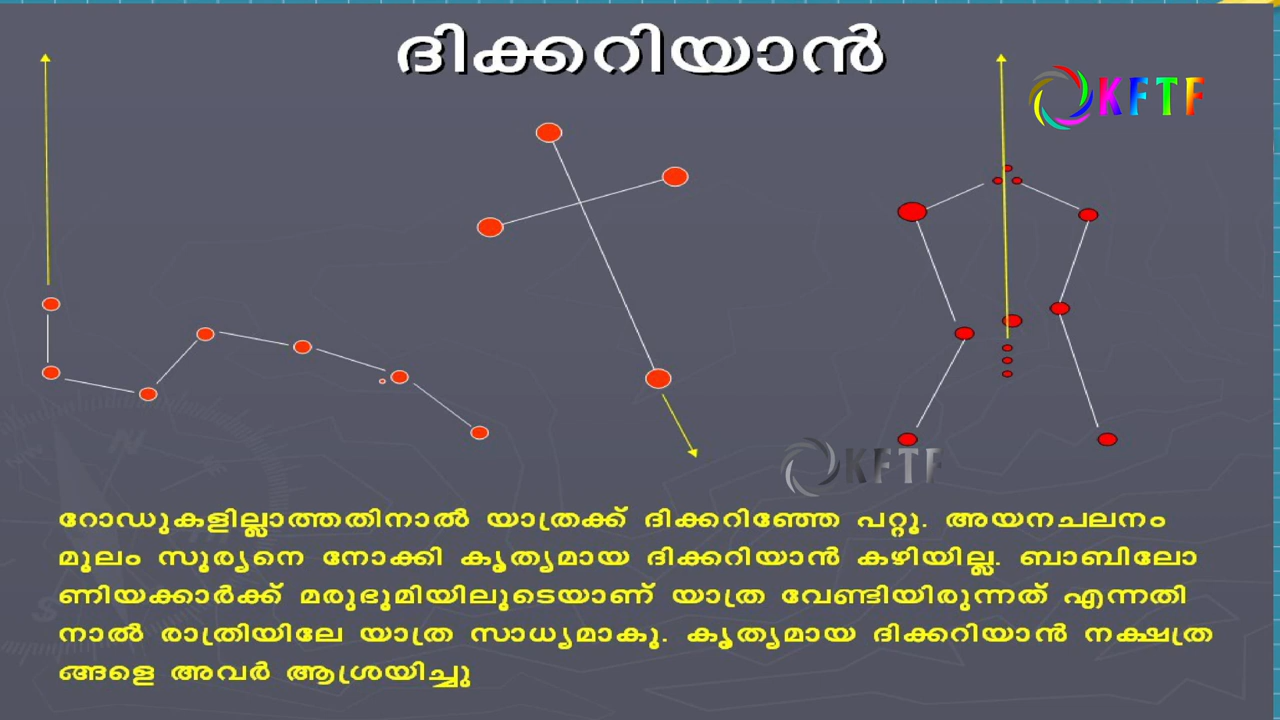 ദിക്കറിയാൻ
KFTF
KFTF
റോഡുകളില്ലാത്തതിനാൽ യാത്രക്ക് ദിക്കറിഞ്ഞേ പറ്റൂ. അയനചലനം
മൂലം സൂര്യനെ നോക്കി കൃത്യമായ ദിക്കറിയാൻ കഴിയില്ല. ബാബിലോ
ണിയക്കാർക്ക് മരുഭൂമിയിലൂടെയാണ് യാത്ര വേണ്ടിയിരുന്നത് എന്നതി
നാൽ രാത്രിയിലേ യാത്ര സാധ്യമാകൂ. കൃത്യമായ ദിക്കറിയാൻ നക്ഷത്ര
ങ്ങളെ അവർ ആശ്രയിച്ചു